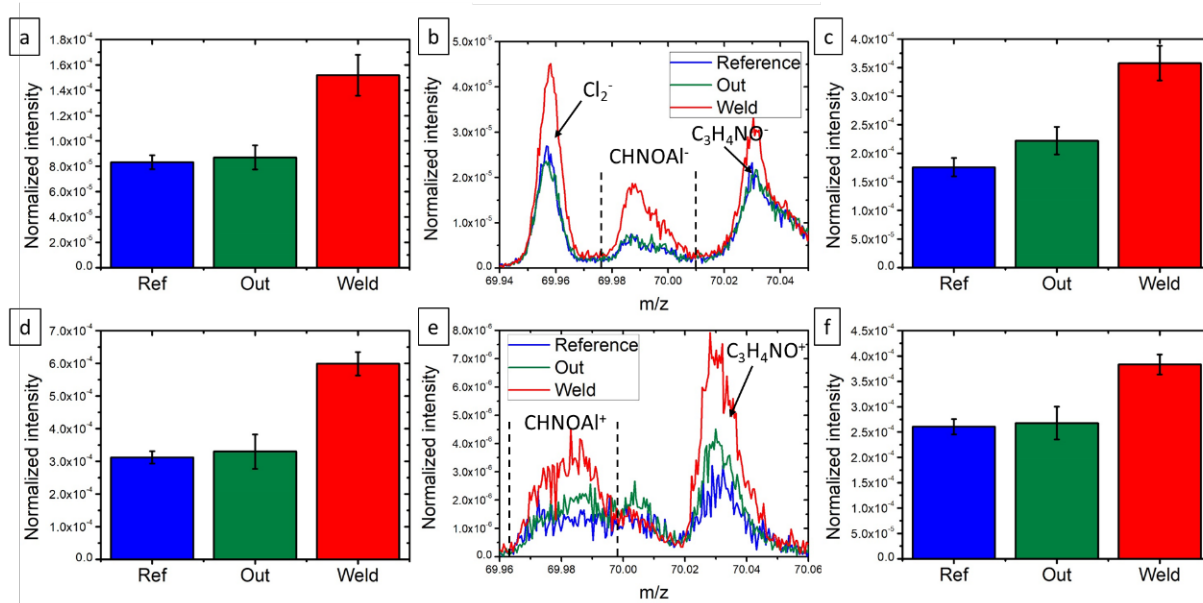 a
Normalized intensity
1.8x10⁻⁴
1.6x10⁻⁴
1.4x10⁻⁴
1.2x10⁻⁴
1.0x10⁻⁴
8.0x10⁻⁵
6.0x10⁻⁵
4.0x10⁻⁵
2.0x10⁻⁵
0.0
Ref Out Weld
b
Normalized intensity
5.0x10⁻⁵
4.0x10⁻⁵
3.0x10⁻⁵
2.0x10⁻⁵
1.0x10⁻⁵
0.0
Reference
Out
Weld
Cl₂⁻
CHNOAl⁻
C₃H₄NO⁻
69.94 69.96 69.98 70.00 70.02 70.04
m/z
c
Normalized intensity
4.0x10⁻⁴
3.5x10⁻⁴
3.0x10⁻⁴
2.5x10⁻⁴
2.0x10⁻⁴
1.5x10⁻⁴
1.0x10⁻⁴
5.0x10⁻⁵
0.0
Ref Out Weld
d
Normalized intensity
7.0x10⁻⁴
6.0x10⁻⁴
5.0x10⁻⁴
4.0x10⁻⁴
3.0x10⁻⁴
2.0x10⁻⁴
1.0x10⁻⁴
0.0
Ref Out Weld
e
Normalized intensity
8.0x10⁻⁶
7.0x10⁻⁶
6.0x10⁻⁶
5.0x10⁻⁶
4.0x10⁻⁶
3.0x10⁻⁶
2.0x10⁻⁶
1.0x10⁻⁶
0.0
Reference
Out
Weld
CHNOAl⁺
C₃H₄NO⁺
69.96 69.98 70.00 70.02 70.04 70.06
m/z
f
Normalized intensity
4.5x10⁻⁴
4.0x10⁻⁴
3.5x10⁻⁴
3.0x10⁻⁴
2.5x10⁻⁴
2.0x10⁻⁴
1.5x10⁻⁴
1.0x10⁻⁴
5.0x10⁻⁵
0.0
Ref Out Weld